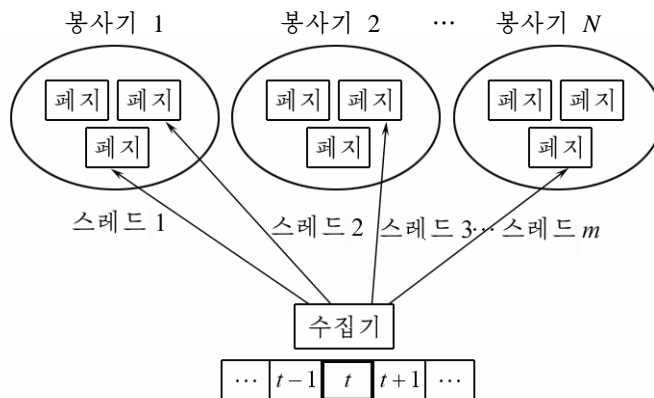 봉사기 1 봉사기 2 … 봉사기 N
페지 페지 페지 페지 페지 페지
페지 페지 페지
스레드 1 스레드 2 스레드 3 … 스레드 m
수집기
… t−1 t t+1 …